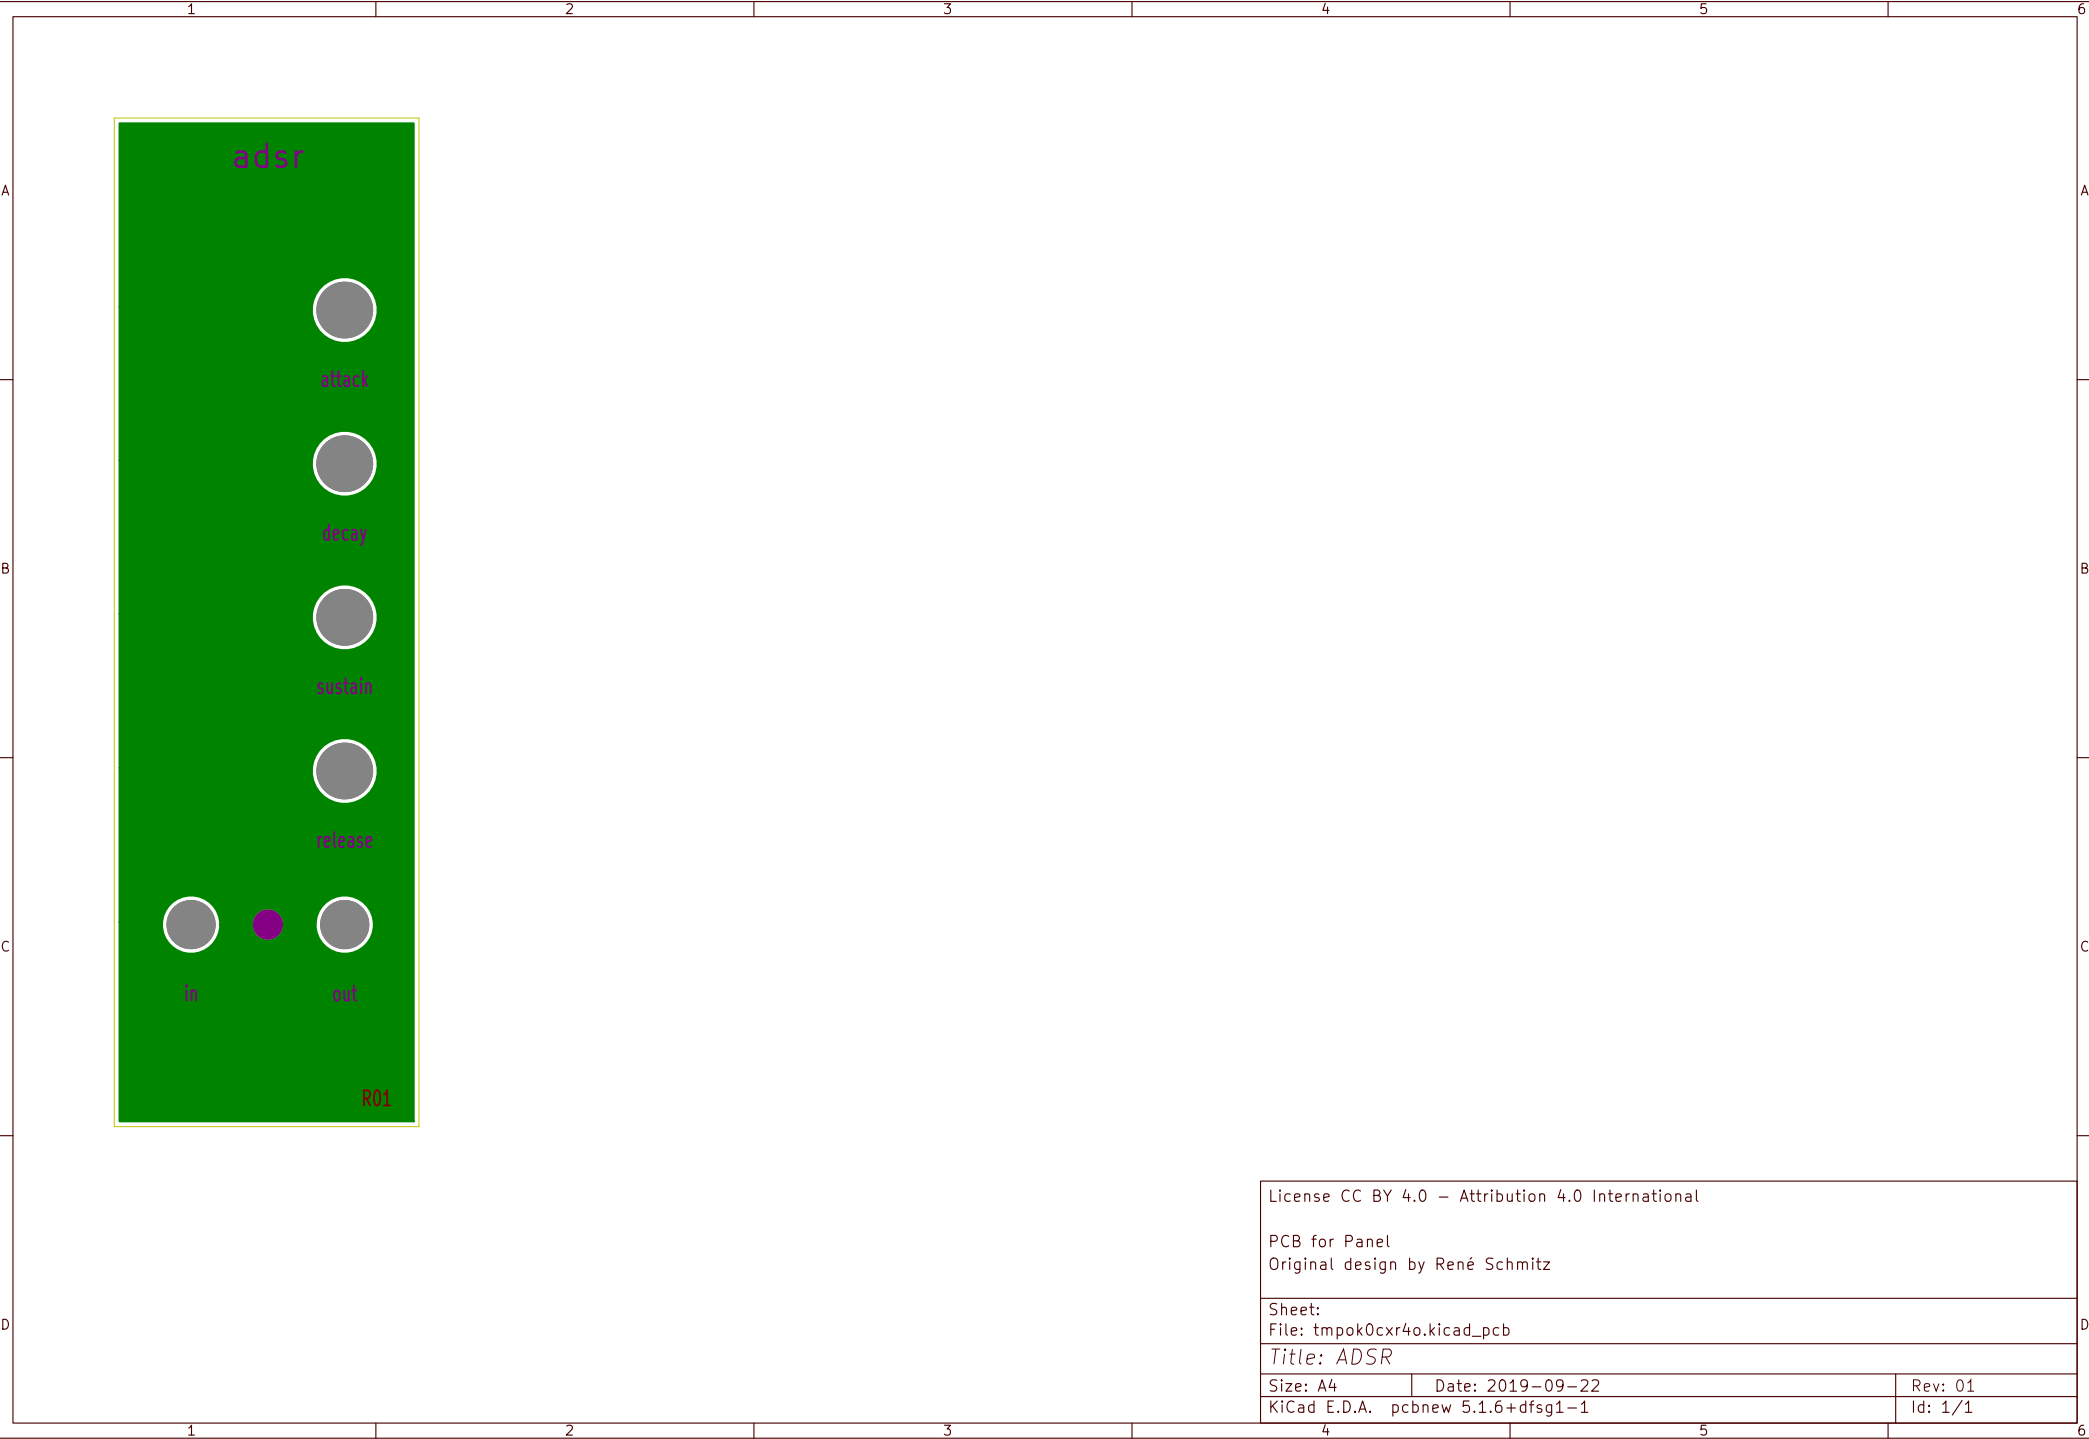 1 2 3 4 5 6
adsr
A A
attack
decay
B B
sustain
release
C C
in out
R01
License CC BY 4.0 – Attribution 4.0 International
PCB for Panel
Original design by René Schmitz
Sheet:
D D
File: tmpok0cxr4o.kicad_pcb
Title: ADSR
Size: A4 Date: 2019-09-22 Rev: 01
KiCad E.D.A. pcbnew 5.1.6+dfsg1-1 Id: 1/1
1 2 3 4 5 6